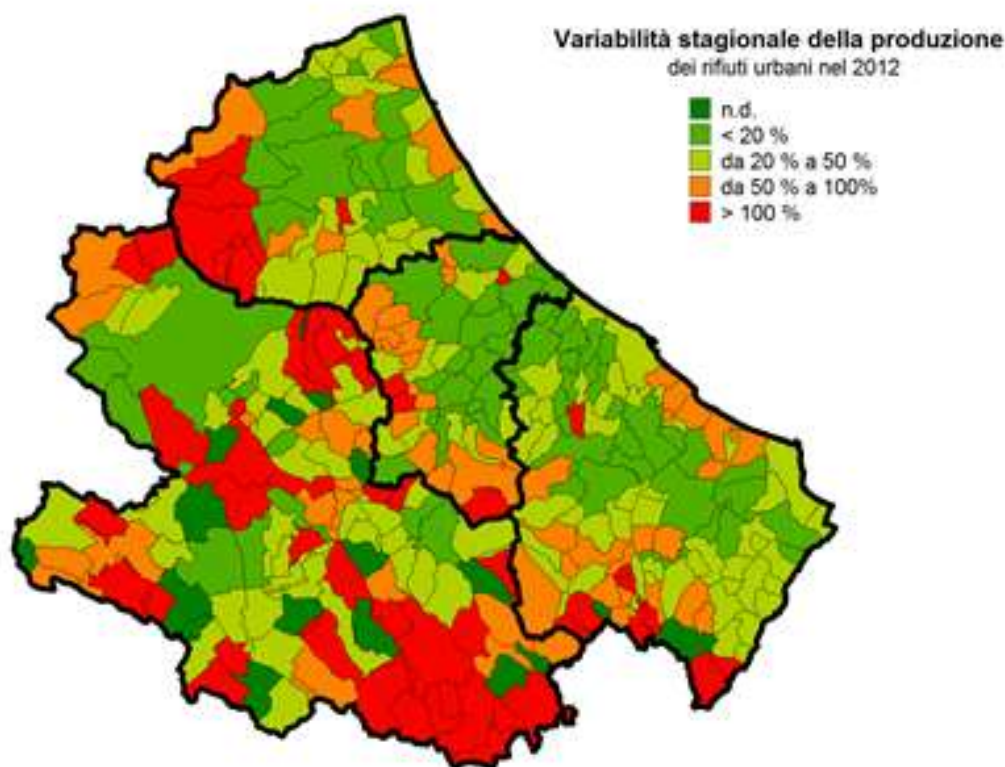 Variabilità stagionale della produzione
dei rifiuti urbani nel 2012
n.d.
< 20 %
da 20 % a 50 %
da 50 % a 100%
> 100 %